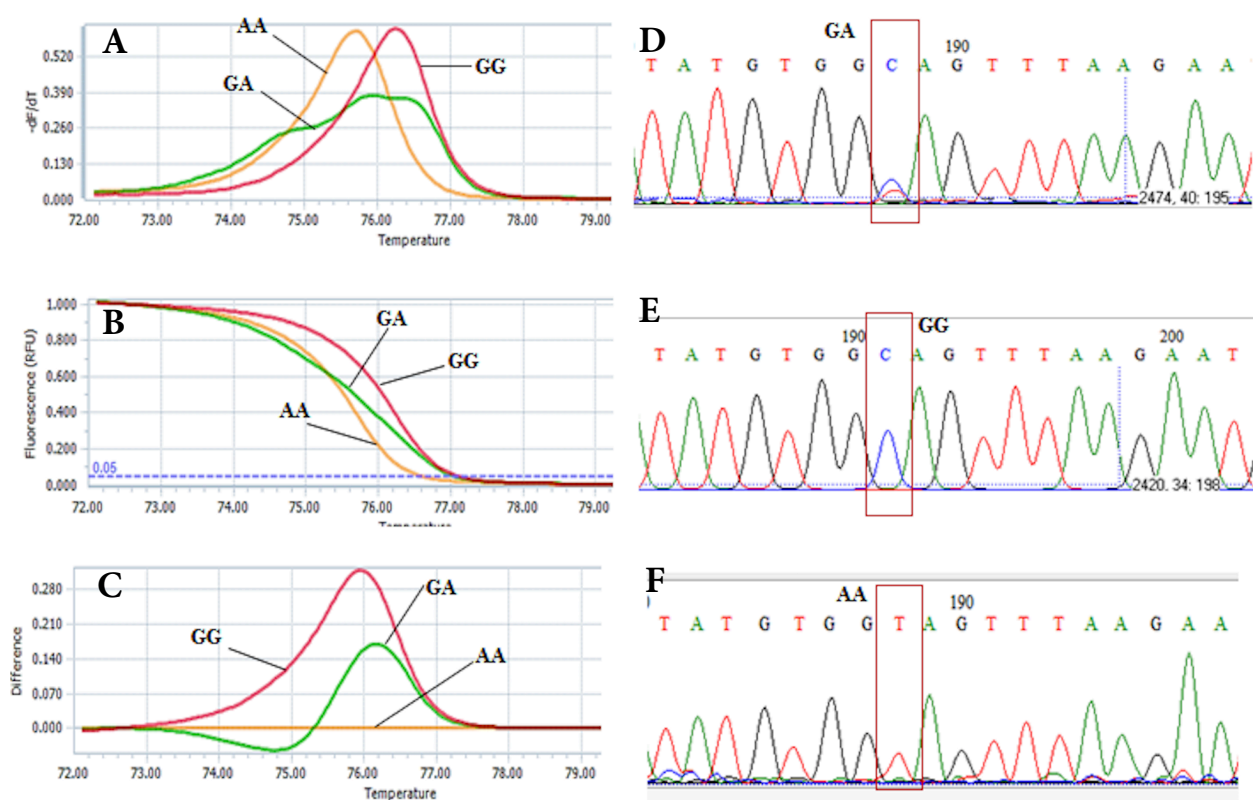 A
-dF/dT
0.520
0.390
0.260
0.130
0.000
AA
GA
GG
72.00 73.00 74.00 75.00 76.00 77.00 78.00 79.00
Temperature
B
Fluorescence (RFU)
1.000
0.800
0.600
0.400
0.200
0.000
0.05
GA
GG
AA
72.00 73.00 74.00 75.00 76.00 77.00 78.00 79.00
C
Difference
0.280
0.210
0.140
0.070
0.000
GG
GA
AA
72.00 73.00 74.00 75.00 76.00 77.00 78.00 79.00
Temperature
D
GA
190
T A T G T G G C A G T T T A A G A A
2474, 40: 195
E
190 GG 200
T A T G T G G C A G T T T A A G A A T
2420, 34: 198
F
AA
190
T A T G T G G T A G T T T A A G A A